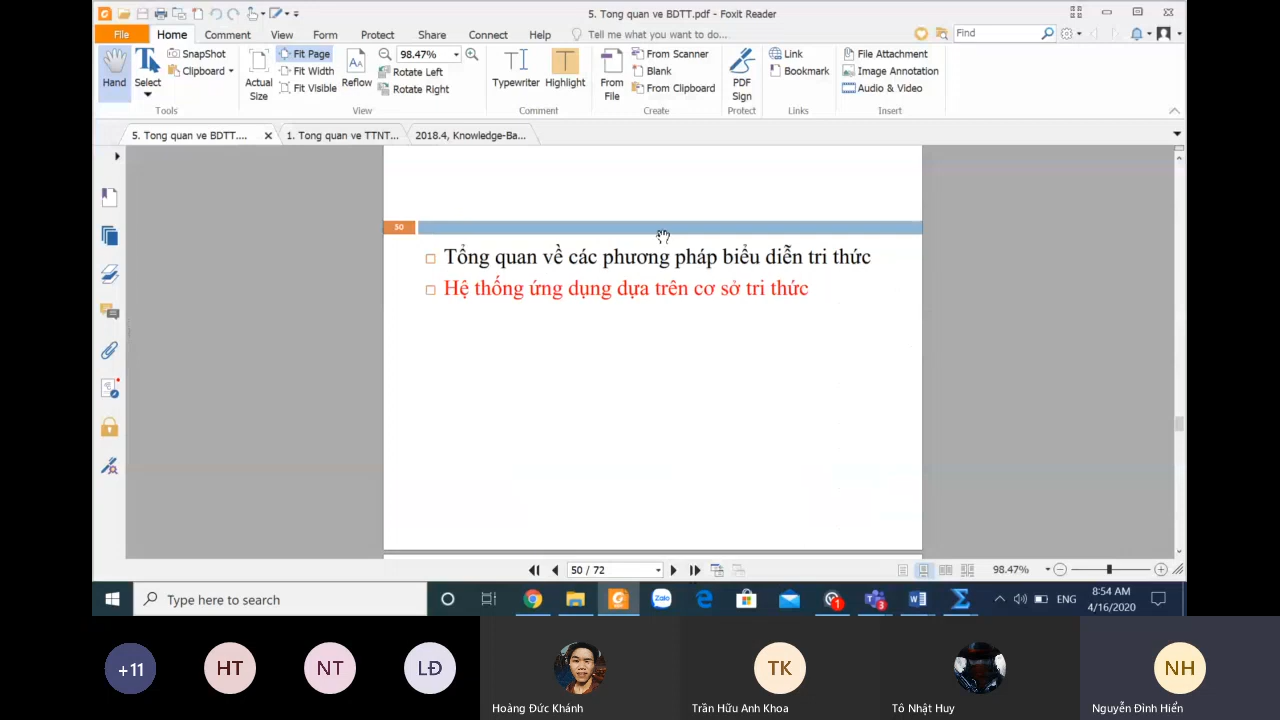 5. Tong quan ve BDTT.pdf - Foxit Reader
File Home Comment View Form Protect Share Connect Help Tell me what you want to do... Find
Hand
Select
SnapShot
Clipboard
Tools
Actual Size
Fit Page
Fit Width
Fit Visible
Reflow
98.47%
Rotate Left
Rotate Right
View
Typewriter
Highlight
Comment
From File
From Scanner
Blank
From Clipboard
Create
PDF Sign
Protect
Link
Bookmark
Links
File Attachment
Image Annotation
Audio & Video
Insert
5. Tong quan ve BDTT.... 1. Tong quan ve TTNT... 2018.4, Knowledge-Ba...
50
Tổng quan về các phương pháp biểu diễn tri thức
Hệ thống ứng dụng dựa trên cơ sở tri thức
50 / 72 98.47%
Type here to search
Zalo
1
3
ENG
8:54 AM
4/16/2020
+11 HT NT LĐ TK NH
Hoàng Đức Khánh Trần Hữu Anh Khoa Tô Nhật Huy Nguyễn Đình Hiển